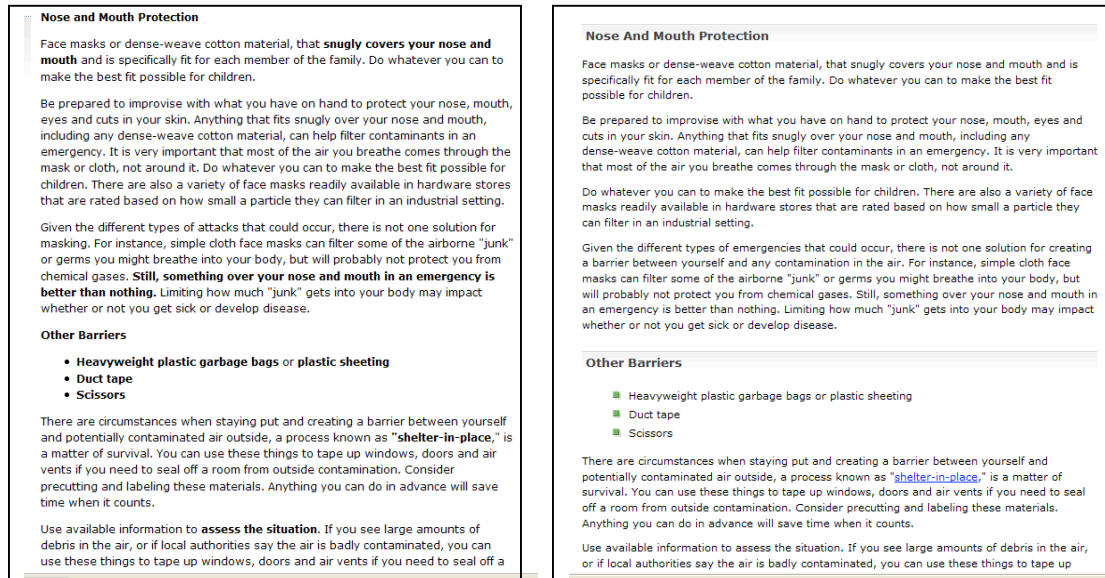 Nose and Mouth Protection
Face masks or dense-weave cotton material, that snugly covers your nose and
mouth and is specifically fit for each member of the family. Do whatever you can to
make the best fit possible for children.
Be prepared to improvise with what you have on hand to protect your nose, mouth,
eyes and cuts in your skin. Anything that fits snugly over your nose and mouth,
including any dense-weave cotton material, can help filter contaminants in an
emergency. It is very important that most of the air you breathe comes through the
mask or cloth, not around it. Do whatever you can to make the best fit possible for
children. There are also a variety of face masks readily available in hardware stores
that are rated based on how small a particle they can filter in an industrial setting.
Given the different types of attacks that could occur, there is not one solution for
masking. For instance, simple cloth face masks can filter some of the airborne "junk"
or germs you might breathe into your body, but will probably not protect you from
chemical gases. Still, something over your nose and mouth in an emergency is
better than nothing. Limiting how much "junk" gets into your body may impact
whether or not you get sick or develop disease.
Other Barriers
• Heavyweight plastic garbage bags or plastic sheeting
• Duct tape
• Scissors
There are circumstances when staying put and creating a barrier between yourself
and potentially contaminated air outside, a process known as "shelter-in-place," is
a matter of survival. You can use these things to tape up windows, doors and air
vents if you need to seal off a room from outside contamination. Consider
precutting and labeling these materials. Anything you can do in advance will save
time when it counts.
Use available information to assess the situation. If you see large amounts of
debris in the air, or if local authorities say the air is badly contaminated, you can
use these things to tape up windows, doors and air vents if you need to seal off a
Nose And Mouth Protection
Face masks or dense-weave cotton material, that snugly covers your nose and mouth and is
specifically fit for each member of the family. Do whatever you can to make the best fit
possible for children.
Be prepared to improvise with what you have on hand to protect your nose, mouth, eyes and
cuts in your skin. Anything that fits snugly over your nose and mouth, including any
dense-weave cotton material, can help filter contaminants in an emergency. It is very important
that most of the air you breathe comes through the mask or cloth, not around it.
Do whatever you can to make the best fit possible for children. There are also a variety of face
masks readily available in hardware stores that are rated based on how small a particle they
can filter in an industrial setting.
Given the different types of emergencies that could occur, there is not one solution for creating
a barrier between yourself and any contamination in the air. For instance, simple cloth face
masks can filter some of the airborne "junk" or germs you might breathe into your body, but
will probably not protect you from chemical gases. Still, something over your nose and mouth in
an emergency is better than nothing. Limiting how much "junk" gets into your body may impact
whether or not you get sick or develop disease.
Other Barriers
Heavyweight plastic garbage bags or plastic sheeting
Duct tape
Scissors
There are circumstances when staying put and creating a barrier between yourself and
potentially contaminated air outside, a process known as "shelter-in-place," is a matter of
survival. You can use these things to tape up windows, doors and air vents if you need to seal
off a room from outside contamination. Consider precutting and labeling these materials.
Anything you can do in advance will save time when it counts.
Use available information to assess the situation. If you see large amounts of debris in the air,
or if local authorities say the air is badly contaminated, you can use these things to tape up